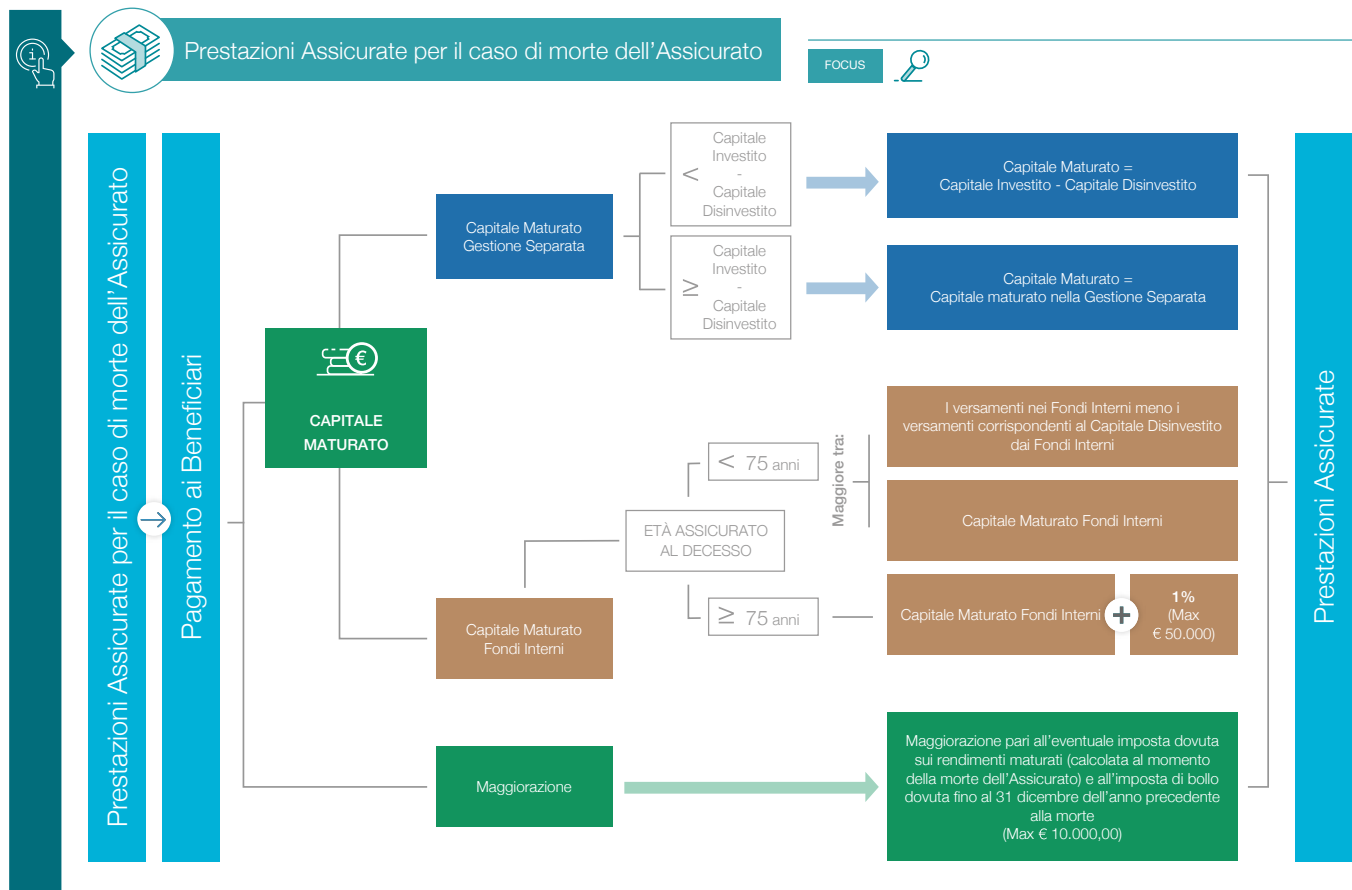 Prestazioni Assicurate per il caso di morte dell'Assicurato
FOCUS
Prestazioni Assicurate per il caso di morte dell'Assicurato
Pagamento ai Beneficiari
€
CAPITALE
MATURATO
Capitale Maturato
Gestione Separata
<
Capitale
Investito
-
Capitale
Disinvestito
Capitale Maturato =
Capitale Investito - Capitale Disinvestito
≥
Capitale
Investito
-
Capitale
Disinvestito
Capitale Maturato =
Capitale maturato nella Gestione Separata
Capitale Maturato
Fondi Interni
ETÀ ASSICURATO
AL DECESSO
< 75 anni
Maggiore tra:
I versamenti nei Fondi Interni meno i
versamenti corrispondenti al Capitale Disinvestito
dai Fondi Interni
Capitale Maturato Fondi Interni
≥ 75 anni
Capitale Maturato Fondi Interni
+
1%
(Max
€ 50.000)
Maggiorazione
Maggiorazione pari all'eventuale imposta dovuta
sui rendimenti maturati (calcolata al momento
della morte dell'Assicurato) e all'imposta di bollo
dovuta fino al 31 dicembre dell'anno precedente
alla morte
(Max € 10.000,00)
Prestazioni Assicurate